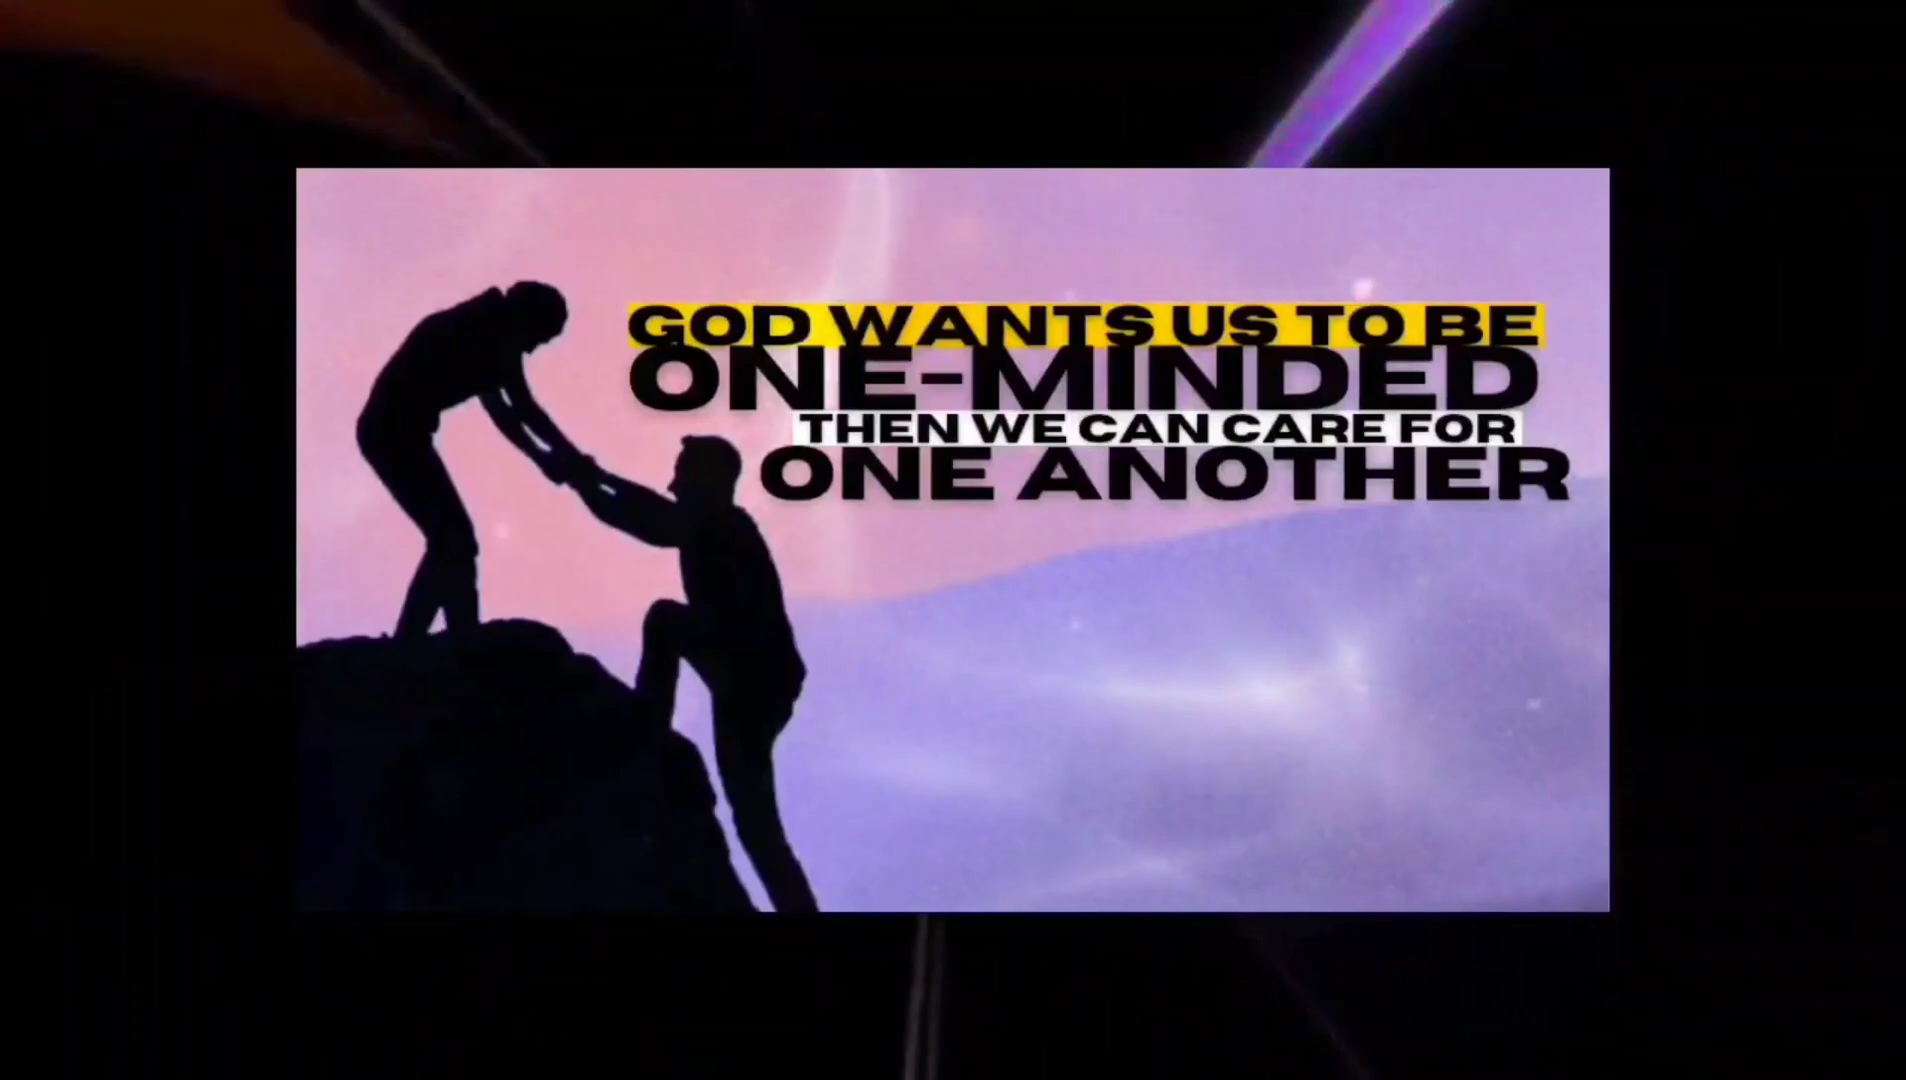 GOD WANTS US TO BE
ONE-MINDED
THEN WE CAN CARE FOR
ONE ANOTHER